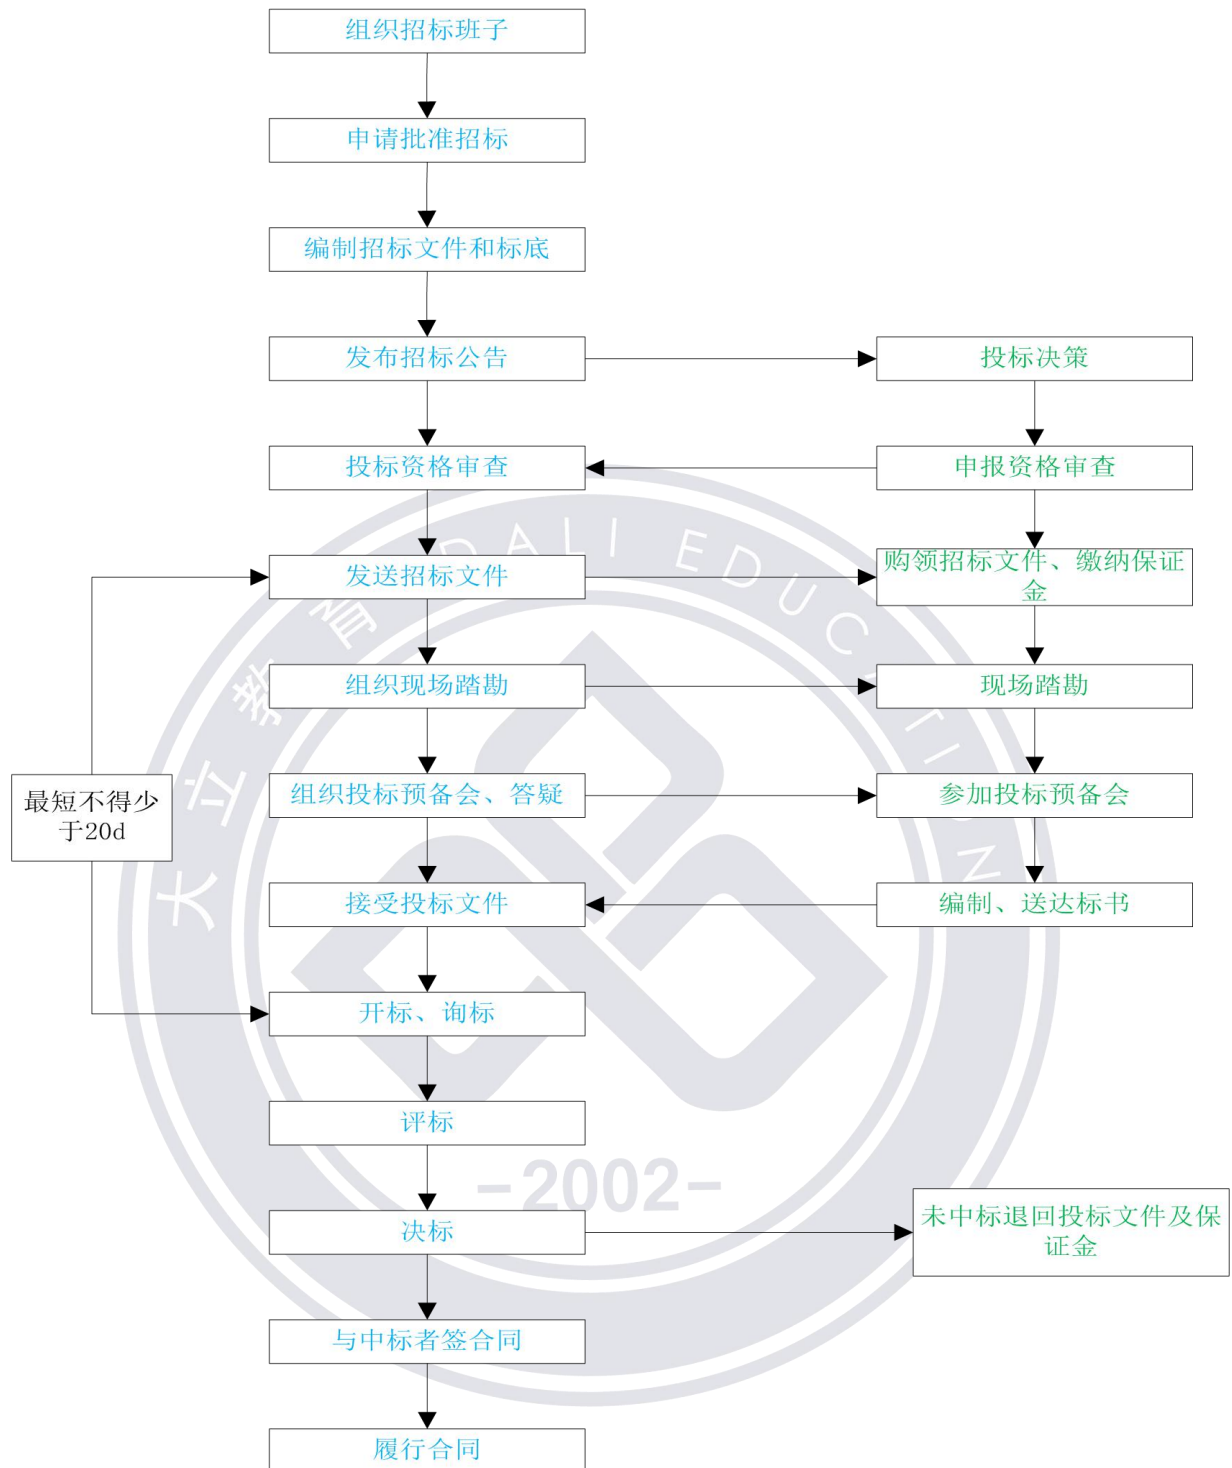 组织招标班子
申请批准招标
编制招标文件和标底
发布招标公告
投标决策
投标资格审查
申报资格审查
发送招标文件
购领招标文件、缴纳保证
金
组织现场踏勘
现场踏勘
最短不得少
于20d
组织投标预备会、答疑
参加投标预备会
接受投标文件
编制、送达标书
开标、询标
评标
决标
未中标退回投标文件及保
证金
与中标者签合同
履行合同
大立教育 DALI EDUCATION
-2002-